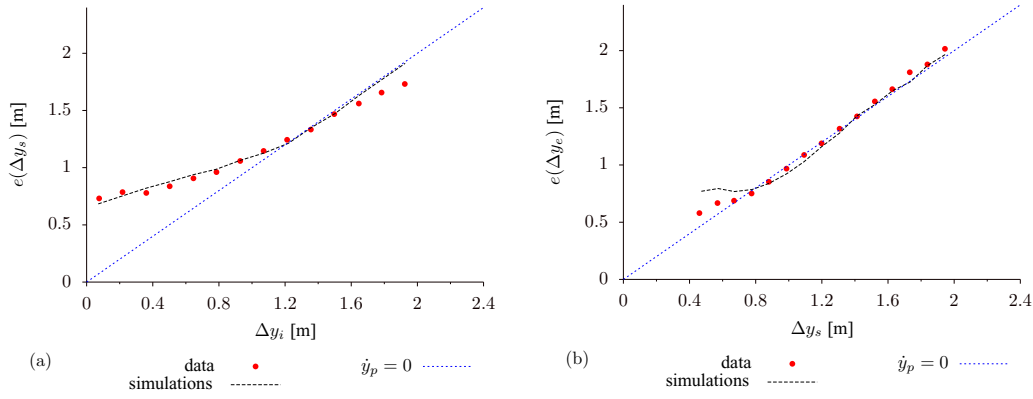 2
1.5
1
0.5
0
e(Δy_s) [m]
0 0.4 0.8 1.2 1.6 2 2.4
Δy_i [m]
(a)
data
simulations
ẏ_p = 0
2
1.5
1
0.5
0
e(Δy_e) [m]
0 0.4 0.8 1.2 1.6 2 2.4
Δy_s [m]
(b)
data
simulations
ẏ_p = 0